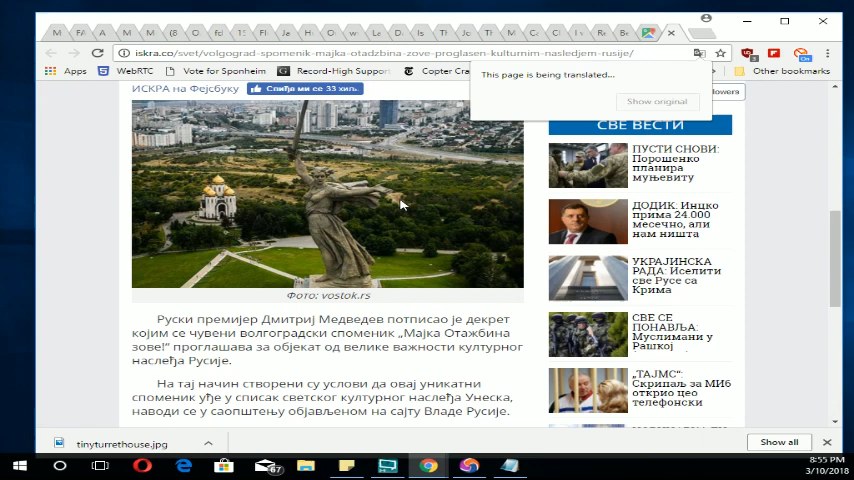 iskra.co/svet/volgograd-spomenik-majka-otadzbina-zove-proglasen-kulturnim-nasledjem-rusije/
Apps
WebRTC
Vote for Sponheim
Record-High Suppor
Copter Cra
Other bookmarks
This page is being translated...
Show original
ИСКРА на Фејсбуку
Свиђа ми се 33 хиљ.
СВЕ ВЕСТИ
ПУСТИ СНОВИ:
Порошенко
планира
муњевиту
ДОДИК: Инцко
прима 24.000
месечно, али
нам ништа
УКРАЈИНСКА
РАДА: Иселити
све Русе са
Крима
СВЕ СЕ
ПОНАВЉА:
Муслимани у
Рашкој
„ТАЈМС“:
Скрипаљ за МИ6
открио цео
телефонски
Фото: vostok.rs
Руски премијер Дмитриј Медведев потписао је декрет
којим се чувени волгоградски споменик „Мајка Отажбина
зове!“ проглашава за објекат од велике важности културног
наслеђа Русије.
На тај начин створени су услови да овај уникатни
споменик уђе у списак светског културног наслеђа Унеска,
наводи се у саопштењу објављеном на сајту Владе Русије.
tinyturrethouse.jpg
Show all
67
8:55 PM
3/10/2018